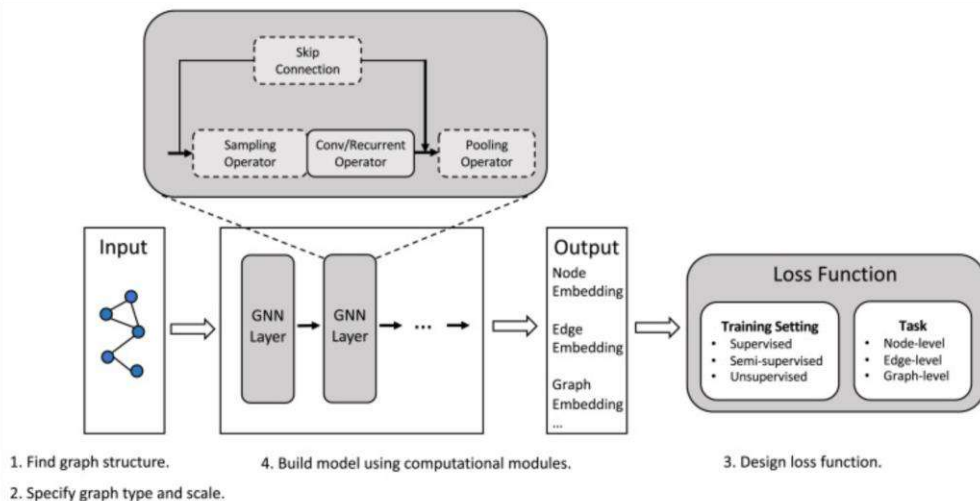 Skip
Connection
Sampling
Operator
Conv/Recurrent
Operator
Pooling
Operator
Input
GNN
Layer
GNN
Layer
...
Output
Node
Embedding
Edge
Embedding
Graph
Embedding
...
Loss Function
Training Setting
• Supervised
• Semi-supervised
• Unsupervised
Task
• Node-level
• Edge-level
• Graph-level
1. Find graph structure.
2. Specify graph type and scale.
4. Build model using computational modules.
3. Design loss function.